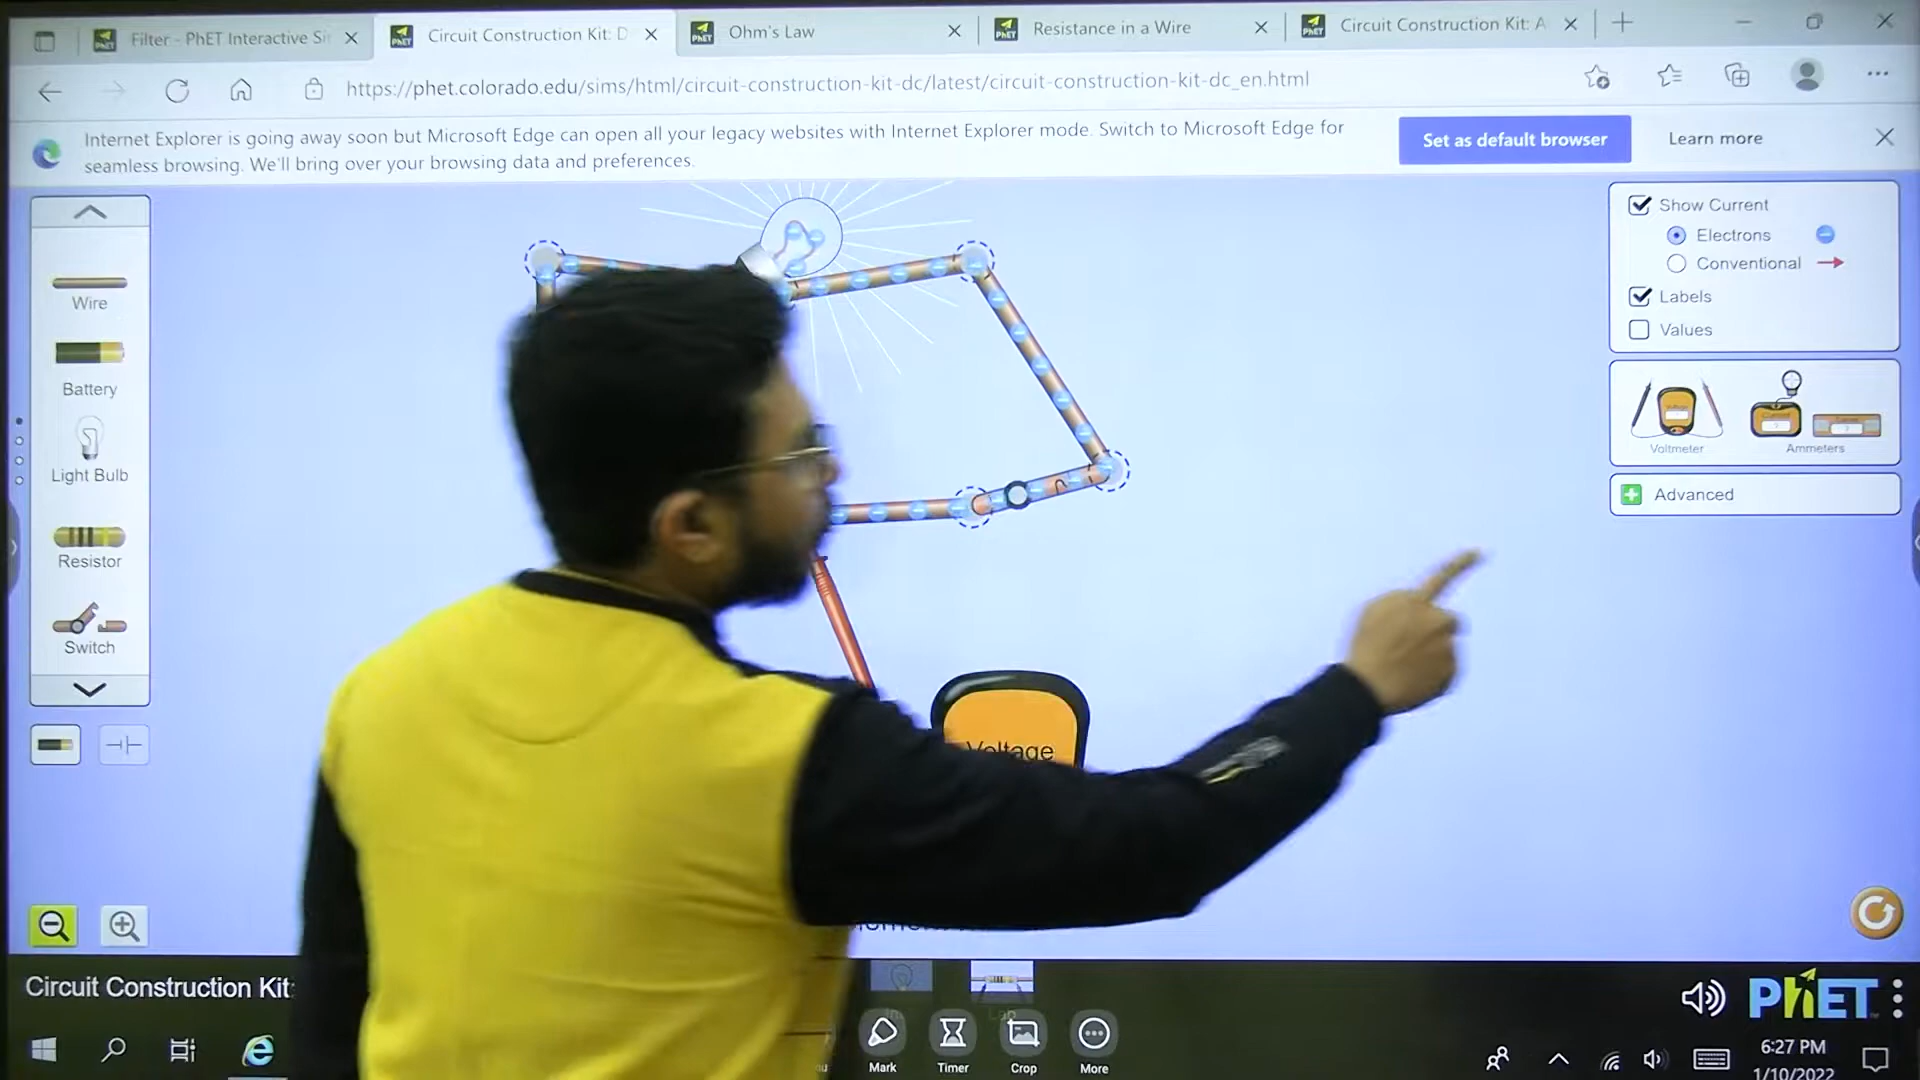 Filter - PhET Interactive Si
Circuit Construction Kit: D
Ohm's Law
Resistance in a Wire
Circuit Construction Kit: A
https://phet.colorado.edu/sims/html/circuit-construction-kit-dc/latest/circuit-construction-kit-dc_en.html
Internet Explorer is going away soon but Microsoft Edge can open all your legacy websites with Internet Explorer mode. Switch to Microsoft Edge for
seamless browsing. We'll bring over your browsing data and preferences.
Set as default browser
Learn more
Wire
Battery
Light Bulb
Resistor
Switch
Show Current
Electrons
Conventional
Labels
Values
Voltmeter
Ammeters
Advanced
Voltage
Circuit Construction Kit:
Lab
PhET
Mark
Timer
Crop
More
6:27 PM
1/10/2022